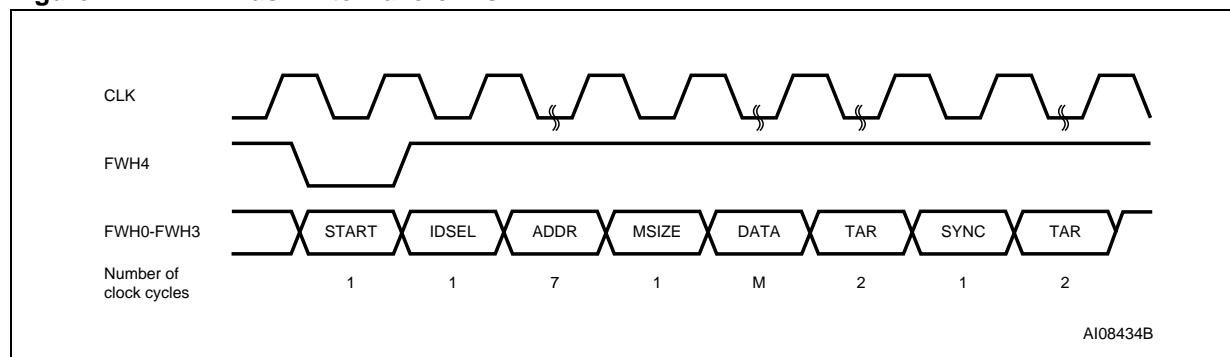 CLK
FWH4
FWH0-FWH3
START IDSEL ADDR MSIZE DATA TAR SYNC TAR
Number of
clock cycles
1 1 7 1 M 2 1 2
AI08434B